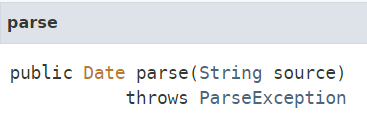 parse
public Date parse(String source)
throws ParseException